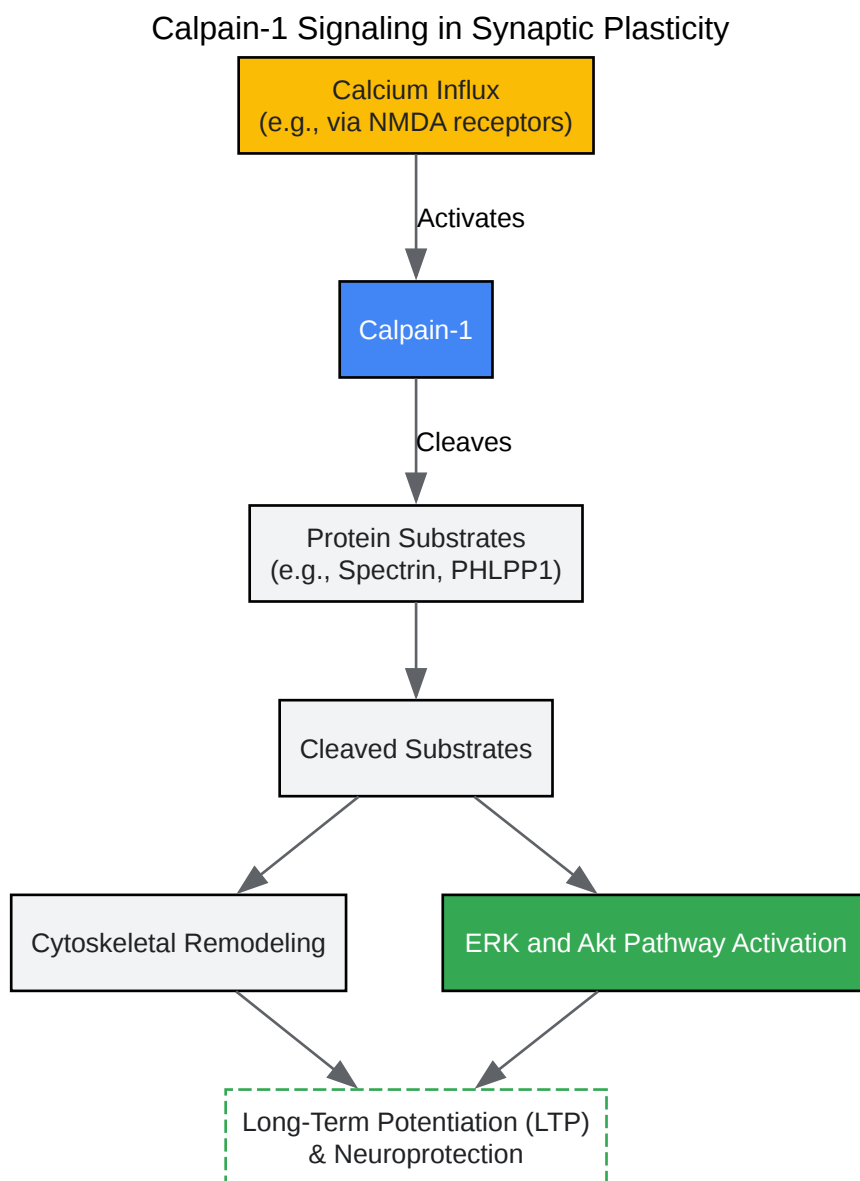 Calpain-1 Signaling in Synaptic Plasticity
Calcium Influx
(e.g., via NMDA receptors)
Activates
Calpain-1
Cleaves
Protein Substrates
(e.g., Spectrin, PHLPP1)
Cleaved Substrates
Cytoskeletal Remodeling
ERK and Akt Pathway Activation
Long-Term Potentiation (LTP)
& Neuroprotection